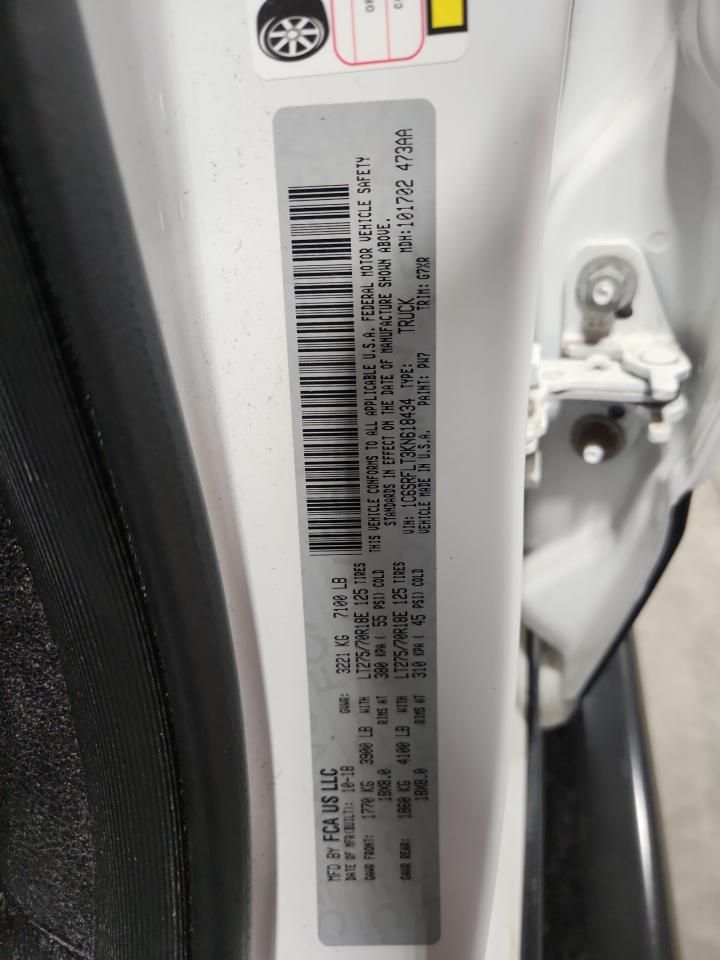 MFD BY FCA US LLC
DATE OF MFR(BUILT): 10-18 GVWR: 3221 KG 7100 LB
GAWR FRONT: 1770 KG 3900 LB WITH LT275/70R18E 125 TIRES
18X8.0 RIMS AT 380 KPA ( 55 PSI) COLD
GAWR REAR: 1860 KG 4100 LB WITH LT275/70R18E 125 TIRES
18X8.0 RIMS AT 310 KPA ( 45 PSI) COLD
THIS VEHICLE CONFORMS TO ALL APPLICABLE U.S.A. FEDERAL MOTOR VEHICLE SAFETY
STANDARDS IN EFFECT ON THE DATE OF MANUFACTURE SHOWN ABOVE.
VIN: 1C6SRFLT3KN618434 TYPE: TRUCK MDH:101702 473AA
VEHICLE MADE IN U.S.A. PAINT: PW7 TRIM: G7XR